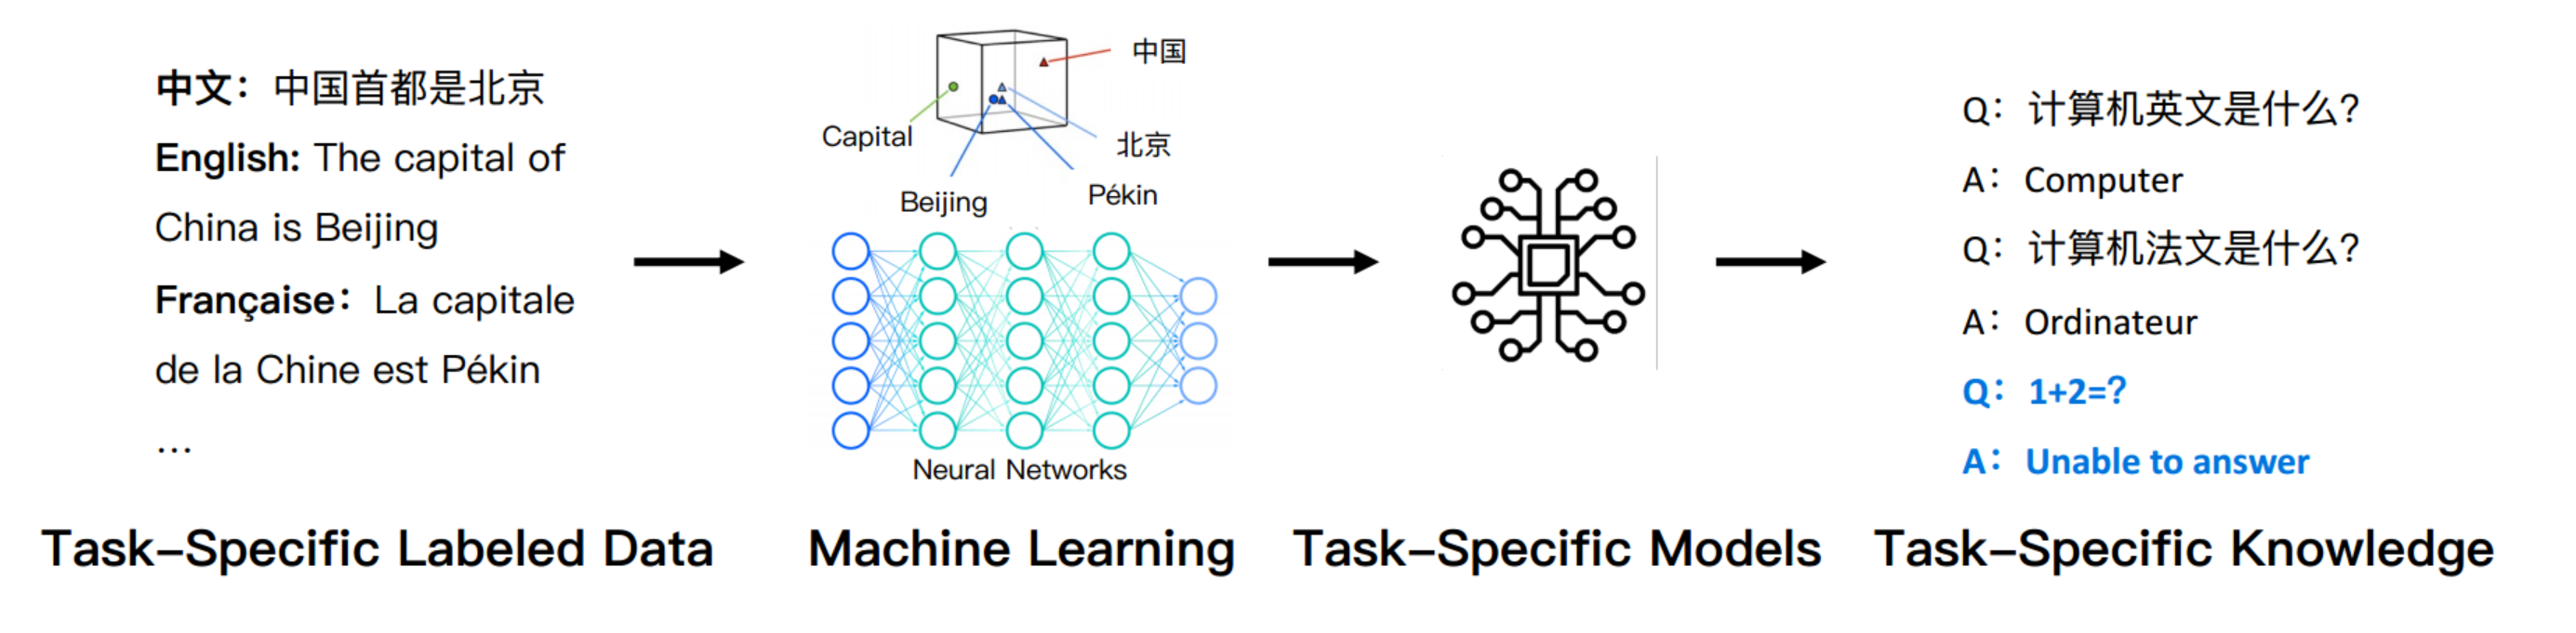 中文：中国首都是北京
English: The capital of
China is Beijing
Française：La capitale
de la Chine est Pékin
...
Task-Specific Labeled Data
中国
Capital
北京
Beijing
Pékin
Neural Networks
Machine Learning
Task-Specific Models
Q：计算机英文是什么?
A：Computer
Q：计算机法文是什么?
A：Ordinateur
Q：1+2=?
A：Unable to answer
Task-Specific Knowledge